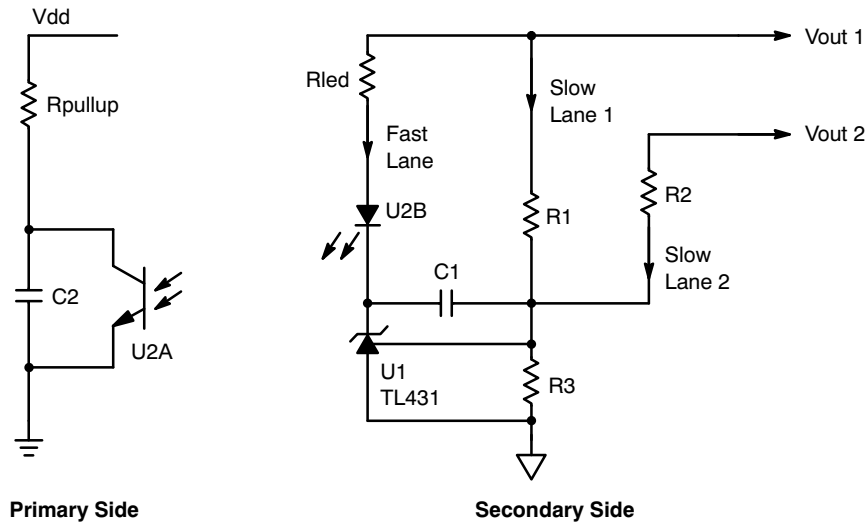 Vdd
Rpullup
C2
U2A
Primary Side
Rled
Fast
Lane
U2B
Slow
Lane 1
R1
C1
U1
TL431
R3
Vout 1
Vout 2
R2
Slow
Lane 2
Secondary Side